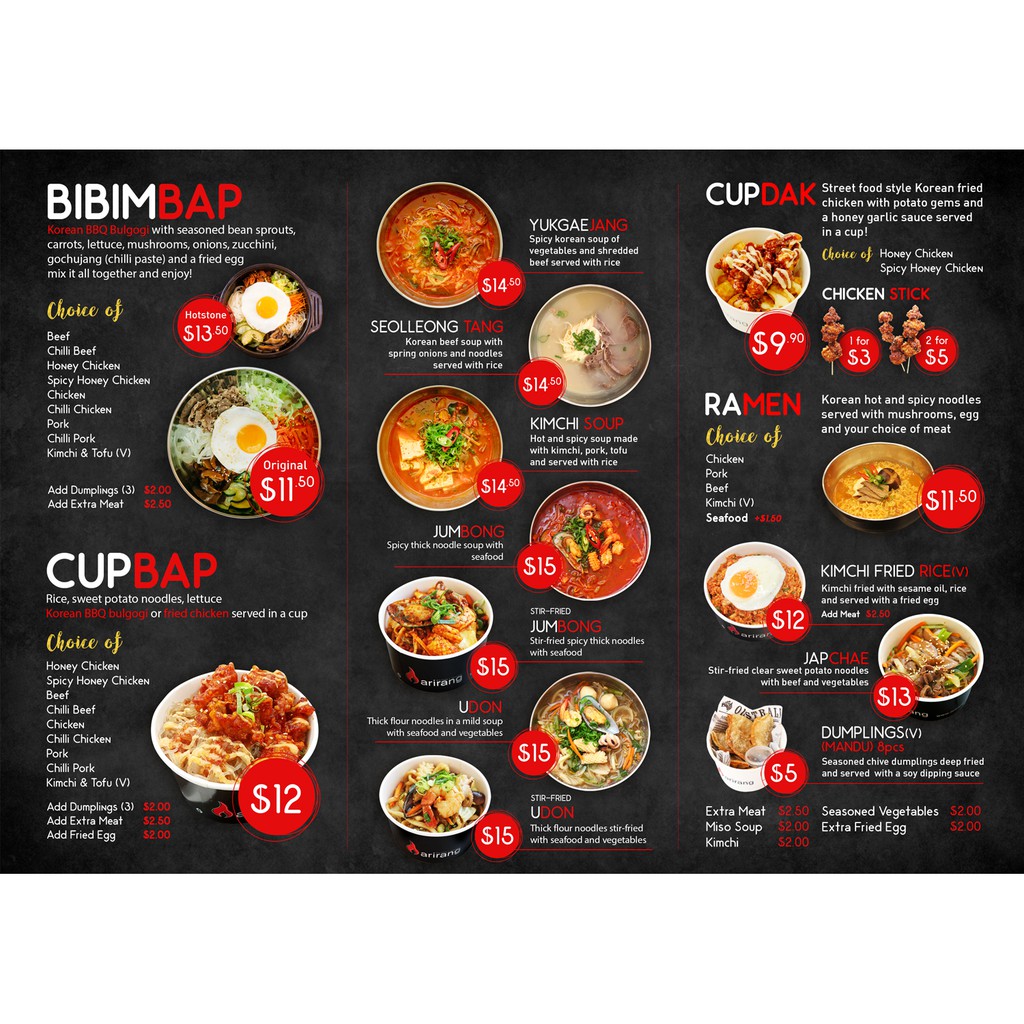 BIBIMBAP
Korean BBQ Bulgogi with seasoned bean sprouts,
carrots, lettuce, mushrooms, onions, zucchini,
gochujang (chilli paste) and a fried egg
mix it all together and enjoy!
Choice of
Beef
Chilli Beef
Honey Chicken
Spicy Honey Chicken
Chicken
Chilli Chicken
Pork
Chilli Pork
Kimchi & Tofu (V)
Hotstone
$13.50
Original
$11.50
Add Dumplings (3) $2.00
Add Extra Meat $2.50
CUPBAP
Rice, sweet potato noodles, lettuce
Korean BBQ bulgogi or fried chicken served in a cup
Choice of
Honey Chicken
Spicy Honey Chicken
Beef
Chilli Beef
Chicken
Chilli Chicken
Pork
Chilli Pork
Kimchi & Tofu (V)
Add Dumplings (3) $2.00
Add Extra Meat $2.50
Add Fried Egg $2.00
$12
YUKGAEJANG
Spicy korean soup of
vegetables and shredded
beef served with rice
$14.50
SEOLLEONG TANG
Korean beef soup with
spring onions and noodles
served with rice
$14.50
KIMCHI SOUP
Hot and spicy soup made
with kimchi, pork, tofu
and served with rice
$14.50
JUMBONG
Spicy thick noodle soup with
seafood
$15
STIR-FRIED
JUMBONG
Stir-fried spicy thick noodles
with seafood
arirang
$15
UDON
Thick flour noodles in a mild soup
with seafood and vegetables
$15
STIR-FRIED
UDON
Thick flour noodles stir-fried
with seafood and vegetables
arirang
$15
CUPDAK
Street food style Korean fried
chicken with potato gems and
a honey garlic sauce served
in a cup!
Choice of Honey Chicken
Spicy Honey Chicken
$9.90
CHICKEN STICK
1 for
$3
2 for
$5
RAMEN
Korean hot and spicy noodles
served with mushrooms, egg
and your choice of meat
Choice of
Chicken
Pork
Beef
Kimchi (V)
Seafood +$1.50
$11.50
KIMCHI FRIED RICE(V)
Kimchi fried with sesame oil, rice
and served with a fried egg
Add Meat $2.50
arirang
$12
JAPCHAE
Stir-fried clear sweet potato noodles
with beef and vegetables
$13
DUMPLINGS(V)
(MANDU) 8pcs
Seasoned chive dumplings deep fried
and served with a soy dipping sauce
$5
Extra Meat $2.50
Miso Soup $2.00
Kimchi $2.00
Seasoned Vegetables $2.00
Extra Fried Egg $2.00